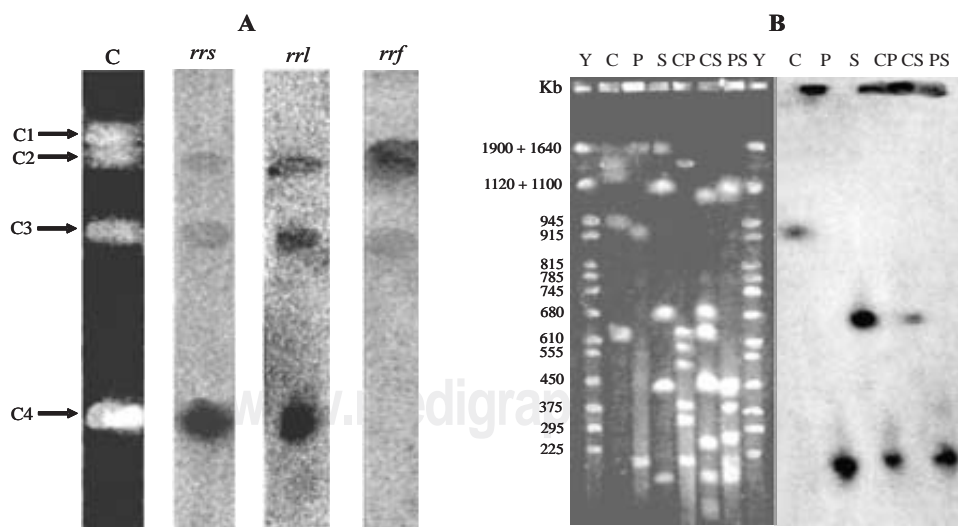 A
C rrs rrl rrf
C1
C2
C3
C4
B
Y C P S CP CS PS Y C P S CP CS PS
Kb
1900 + 1640
1120 + 1100
945
915
815
785
745
680
610
555
450
375
295
225